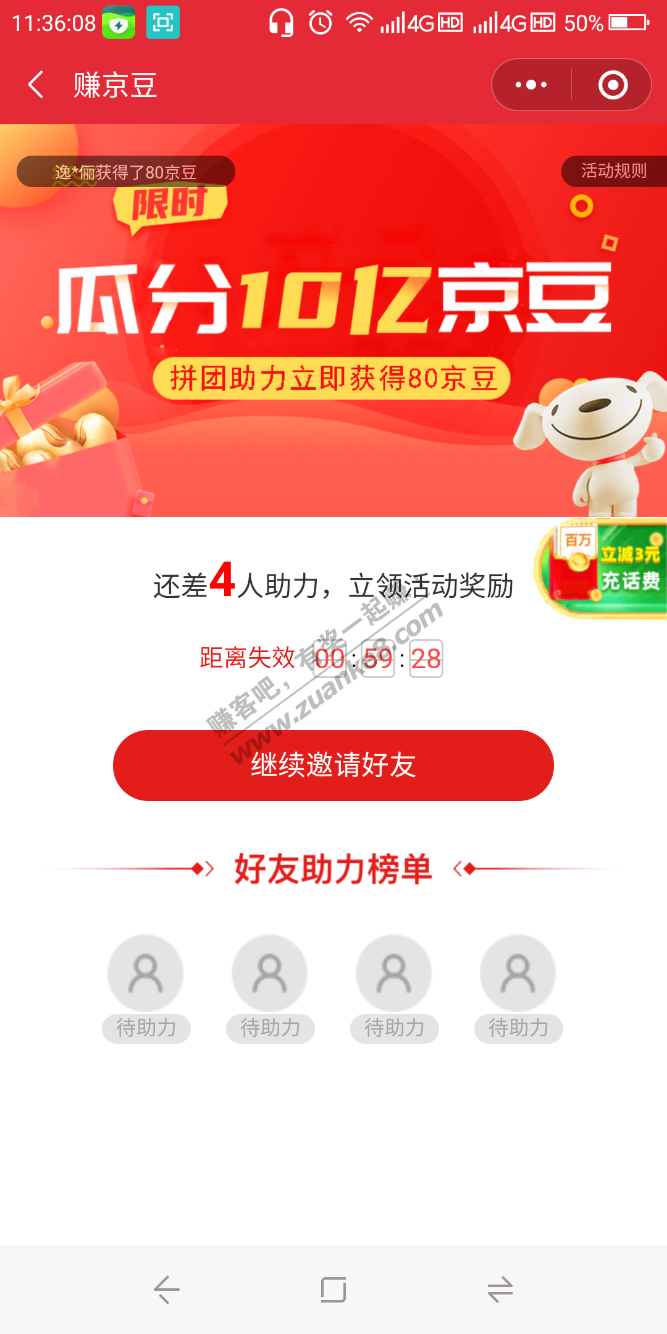 11:36:08
4G HD 4G HD 50%
赚京豆
逸*俪获得了80京豆
活动规则
限时
瓜分10亿京豆
拼团助力立即获得80京豆
百万
立减3元
充话费
还差4人助力，立领活动奖励
距离失效 00:59:28
赚客吧，有奖一起赚
www.zuanke8.com
继续邀请好友
好友助力榜单
待助力 待助力 待助力 待助力